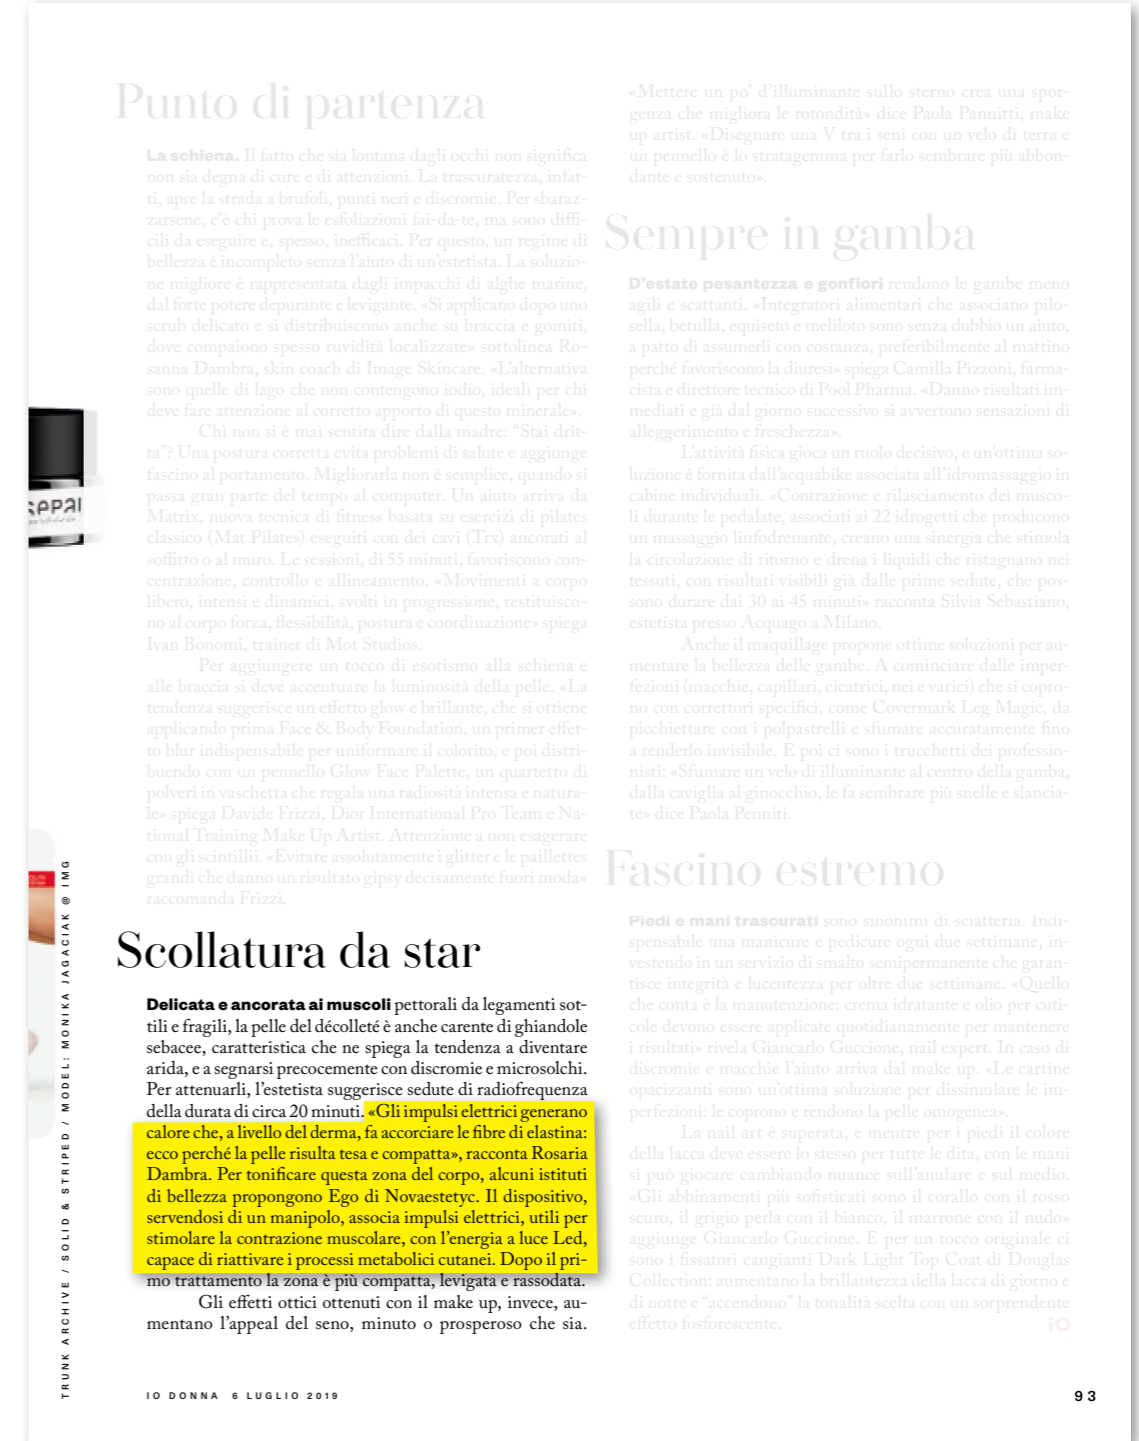 Punto di partenza
La schiena. Il fatto che sia lontana dagli occhi non significa
non sia degna di cure e di attenzioni. La trascuratezza, infat-
ti, apre la strada a brufoli, punti neri e discromie. Per sbaraz-
zarsene, c'è chi prova le esfoliazioni fai-da-te, ma sono diffi-
cili da eseguire e, spesso, inefficaci. Per questo, un regime di
bellezza è incompleto senza l'aiuto di un'estetista. La soluzio-
ne migliore è rappresentata dagli impacchi di alghe marine,
dal forte potere depurante e levigante. «Si applicano dopo uno
scrub delicato e si distribuiscono anche su braccia e gomiti,
dove compaiono spesso ruvidità localizzate» sottolinea Ro-
sanna Dambra, skin coach di Image Skincare. «L'alternativa
sono quelle di lago che non contengono iodio, ideali per chi
deve fare attenzione al corretto apporto di questo minerale».
Chi non si è mai sentita dire dalla madre: "Stai drit-
ta"? Una postura corretta evita problemi di salute e aggiunge
fascino al portamento. Migliorarla non è semplice quando si
passa gran parte del tempo al computer. Un aiuto arriva da
Matrix, nuova tecnica di fitness basata su esercizi di pilates
classico (Mat Pilates) eseguiti con dei cavi (Trx) ancorati al
soffitto o al muro. Le sessioni, di 55 minuti, favoriscono con-
centrazione, controllo e allineamento. «Movimenti a corpo
libero, intensi e dinamici, svolti in progressione, restituisco-
no al corpo forza, flessibilità, postura e coordinazione» spiega
Ivan Bonomi, trainer di Mot Studios.
Per aggiungere un tocco di esotismo alla schiena e
alle braccia si deve accentuare la luminosità della pelle. «La
tendenza suggerisce un effetto glow e brillante, che si ottiene
applicando prima Face & Body Foundation, un primer effet-
to blur indispensabile per uniformare il colorito, e poi distri-
buendo con un pennello Glow Face Palette, un quartetto di
polveri in vaschetta che regala una radiosità intensa e natura-
le» spiega Davide Frizzi, Dior International Pro Team e Na-
tional Training Make Up Artist. Attenzione a non esagerare
con gli scintillii. «Evitare assolutamente i glitter e le paillettes
grandi che danno un risultato gipsy decisamente fuori moda»
raccomanda Frizzi.
Scollatura da star
Delicata e ancorata ai muscoli pettorali da legamenti sot-
tili e fragili, la pelle del décolleté è anche carente di ghiandole
sebacee, caratteristica che ne spiega la tendenza a diventare
arida, e a segnarsi precocemente con discromie e microsolchi.
Per attenuarli, l'estetista suggerisce sedute di radiofrequenza
della durata di circa 20 minuti. «Gli impulsi elettrici generano
calore che, a livello del derma, fa accorciare le fibre di elastina:
ecco perché la pelle risulta tesa e compatta», racconta Rosaria
Dambra. Per tonificare questa zona del corpo, alcuni istituti
di bellezza propongono Ego di Novaestetyc. Il dispositivo,
servendosi di un manipolo, associa impulsi elettrici, utili per
stimolare la contrazione muscolare, con l'energia a luce Led,
capace di riattivare i processi metabolici cutanei. Dopo il pri-
mo trattamento la zona è più compatta, levigata e rassodata.
Gli effetti ottici ottenuti con il make up, invece, au-
mentano l'appeal del seno, minuto o prosperoso che sia.
«Mettere un po' d'illuminante sullo sterno crea una spor-
genza che migliora le rotondità» dice Paola Pannitti, make
up artist. «Disegnare una V tra i seni con un velo di terra e
un pennello è lo stratagemma per farlo sembrare più abbon-
dante e sostenuto».
Sempre in gamba
D'estate pesantezza e gonfiori rendono le gambe meno
agili e scattanti. «Integratori alimentari che associano pilo-
sella, betulla, equiseto e meliloto sono senza dubbio un aiuto,
a patto di assumerli con costanza, preferibilmente al mattino
perché favoriscono la diuresi» spiega Camilla Pizzoni, farma-
cista e direttore tecnico di Pool Pharma. «Danno risultati im-
mediati e già dal giorno successivo si avvertono sensazioni di
alleggerimento e freschezza».
L'attività fisica gioca un ruolo decisivo, e un'ottima so-
luzione è fornita dall'acquabike associata all'idromassaggio in
cabine individuali. «Contrazione e rilassamento dei musco-
li durante le pedalate, associati ai 22 idrogetti che producono
un massaggio drenante, creano una sinergia che stimola
la circolazione di ritorno e drena i liquidi che ristagnano nei
tessuti, con risultati visibili già dalle prime sedute, che pos-
sono durare dai 30 ai 45 minuti» racconta Silvia Sebastiano,
estetista presso Acquago a Milano.
Anche il maquillage propone ottime soluzioni per au-
mentare la bellezza delle gambe. A cominciare dalle imper-
fezioni (macchie, capillari, cicatrici, nei e varici) che si copro-
no con correttori specifici, come Covermark Leg Magic, da
picchiettare con i polpastrelli e sfumare accuratamente fino
a renderlo invisibile. E poi ci sono i trucchetti dei professio-
nisti: «Sfumare un velo di illuminante al centro della gamba,
dalla caviglia al ginocchio, le fa sembrare più snelle e slancia-
te» dice Paola Penniti.
Fascino estremo
Piedi e mani trascurati sono sinonimi di sciatteria. Indi-
spensabile una manicure e pedicure ogni due settimane, in-
vestendo in un servizio di smalto semipermanente che garan-
tisce integrità e lucentezza per oltre due settimane. «Quello
che conta è la manutenzione: crema idratante e olio per cuti-
cole devono essere applicate quotidianamente per mantenere
i risultati» rivela Giancarlo Guccione, nail expert. In caso di
discromie e macchie l'aiuto arriva dal make up. «Le cartine
opacizzanti sono un'ottima soluzione per dissimulare le im-
perfezioni: le coprono e rendono la pelle omogenea».
La nail art è superata, e mentre per i piedi il colore
della lacca deve essere lo stesso per tutte le dita, con le mani
si può giocare cambiando nuance sull'anulare e sul medio.
«Gli abbinamenti più sofisticati sono il corallo con il rosso
scuro, il grigio perla con il bianco, il marrone con il nudo»
aggiunge Giancarlo Guccione. E per un tocco originale ci
sono i fissatori cangianti Dark Light Top Coat di Douglas
Collection: aumentano la brillantezza della lacca di giorno e
di notte e "accendono" la tonalità scelta con un sorprendente
effetto fosforescente.
iO
sepai
TRUNK ARCHIVE / SOLID & STRIPED / MODEL: MONIKA JAGACIAK @ IMG
IO DONNA 6 LUGLIO 2019
93